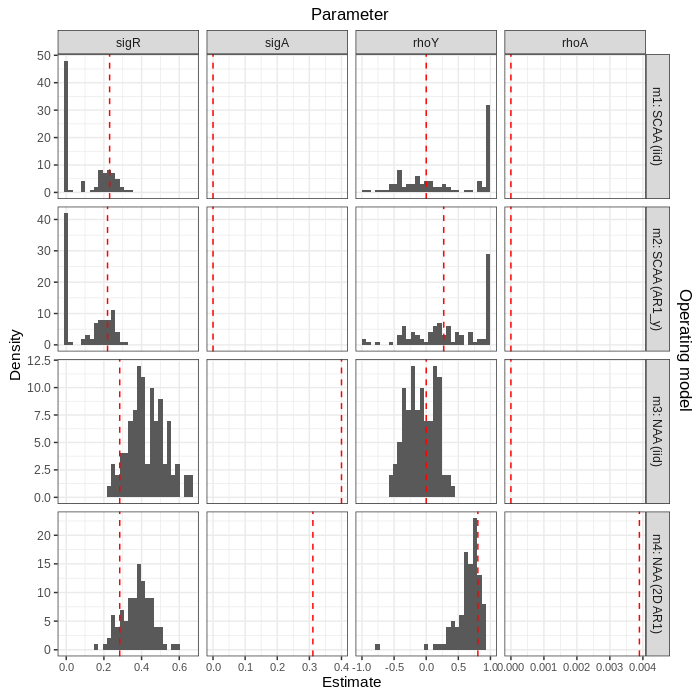 Parameter
sigR
sigA
rhoY
rhoA
50
40
30
20
10
0
m1: SCAA (iid)
40
30
20
10
0
m2: SCAA (AR1_y)
12.5
10.0
7.5
5.0
2.5
0.0
m3: NAA (iid)
20
15
10
5
0
m4: NAA (2D AR1)
Density
Operating model
0.0 0.2 0.4 0.6
0.0 0.1 0.2 0.3 0.4
-1.0 -0.5 0.0 0.5 1.0
0.000 0.001 0.002 0.003 0.004
Estimate